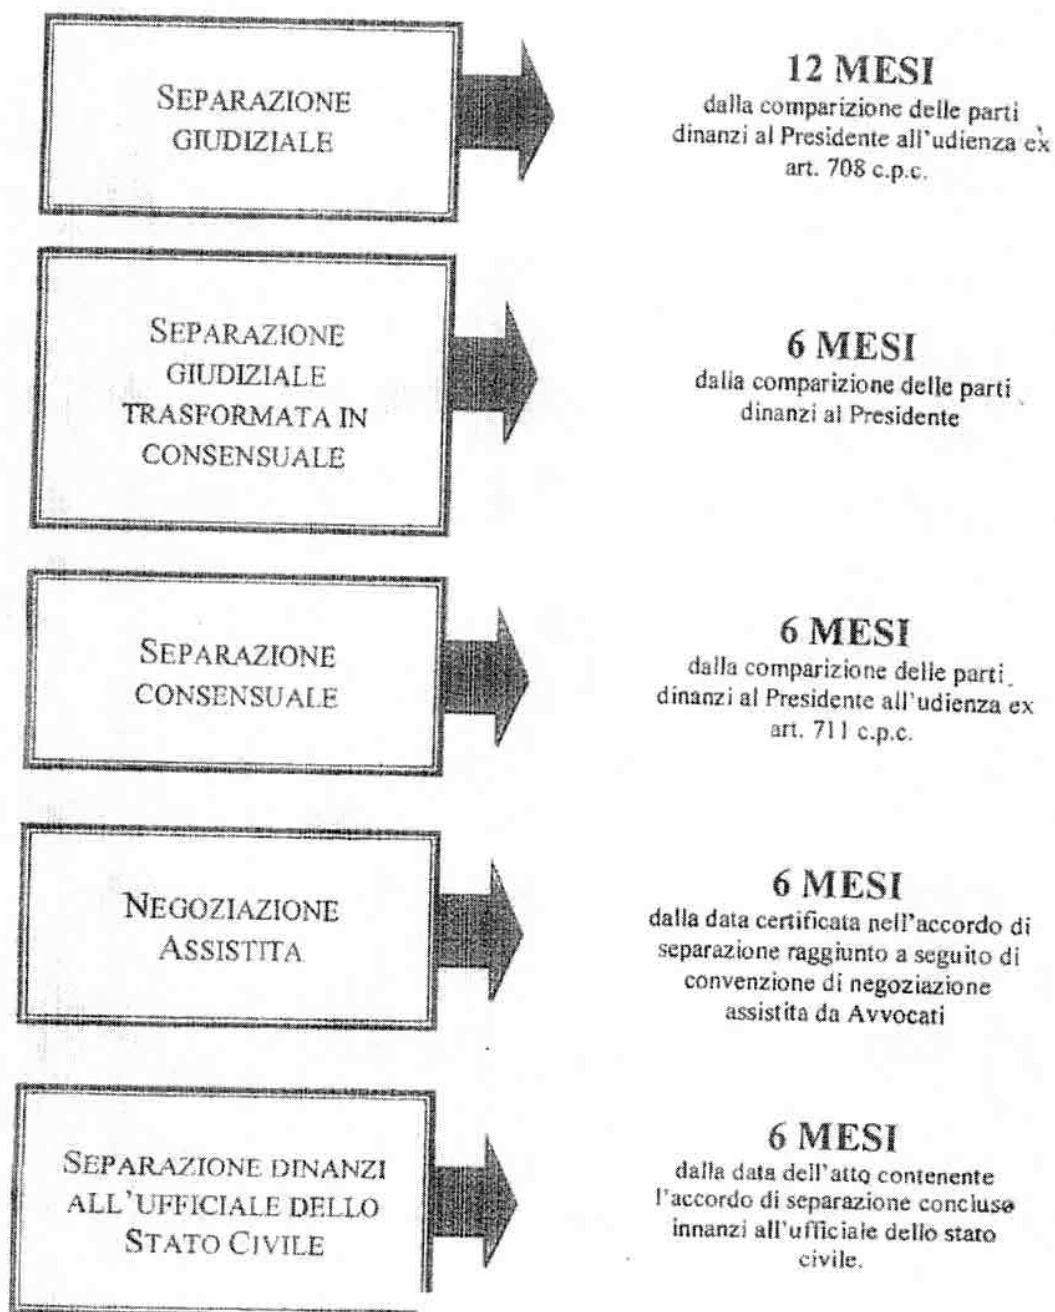 SEPARAZIONE
GIUDIZIALE
12 MESI
dalla comparizione delle parti
dinanzi al Presidente all'udienza ex
art. 708 c.p.c.
SEPARAZIONE
GIUDIZIALE
TRASFORMATA IN
CONSENSUALE
6 MESI
dalla comparizione delle parti
dinanzi al Presidente
SEPARAZIONE
CONSENSUALE
6 MESI
dalla comparizione delle parti
dinanzi al Presidente all'udienza ex
art. 711 c.p.c.
NEGOZIAZIONE
ASSISTITA
6 MESI
dalla data certificata nell'accordo di
separazione raggiunto a seguito di
convenzione di negoziazione
assistita da Avvocati
SEPARAZIONE DINANZI
ALL'UFFICIALE DELLO
STATO CIVILE
6 MESI
dalla data dell'atto contenente
l'accordo di separazione concluso
innanzi all'ufficiale dello stato
civile.